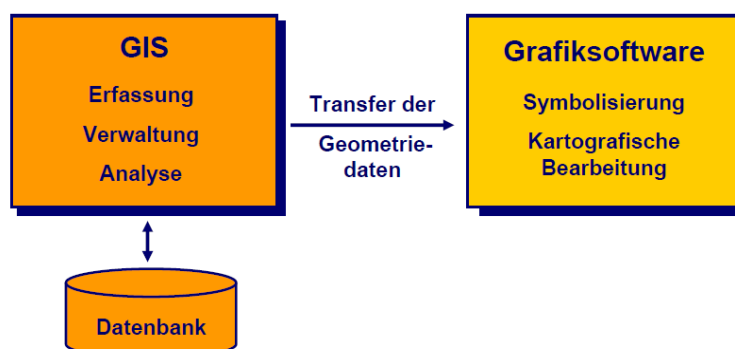 GIS
Erfassung
Verwaltung
Analyse
Transfer der
Geometrie-
daten
Grafiksoftware
Symbolisierung
Kartografische
Bearbeitung
Datenbank